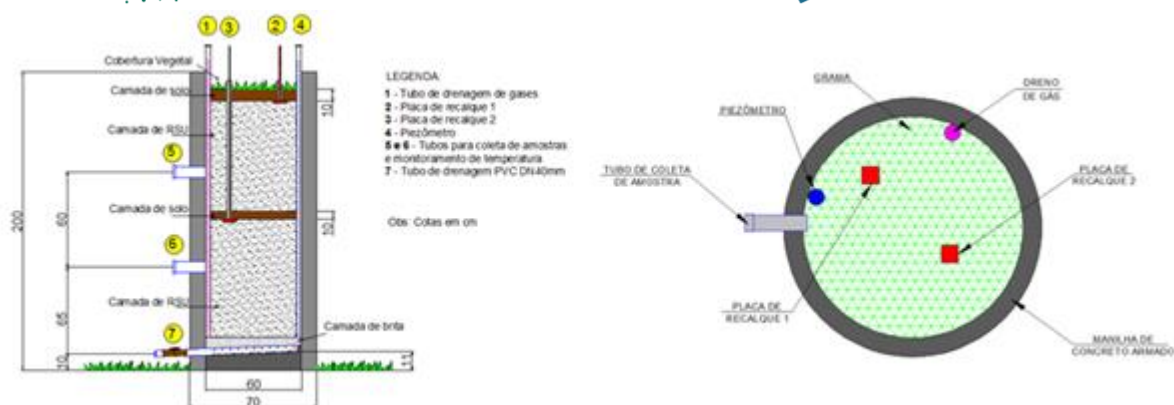 1
3
2
4
Cobertura Vegetal
Camada de solo
10
Camada de RSU
5
200
60
Camada de solo
10
6
Camada de RSU
65
Camada de brita
7
10
11
60
70
LEGENDA:
1 - Tubo de drenagem de gases
2 - Placa de recalque 1
3 - Placa de recalque 2
4 - Piezômetro
5 e 6 - Tubos para coleta de amostras
e monitoramento de temperatura
7 - Tubo de drenagem PVC DN40mm
Obs: Cotas em cm
GRAMA
DRENO
DE GÁS
PIEZÔMETRO
TUBO DE COLETA
DE AMOSTRA
PLACA DE
RECALQUE 2
PLACA DE
RECALQUE 1
MANILHA DE
CONCRETO ARMADO